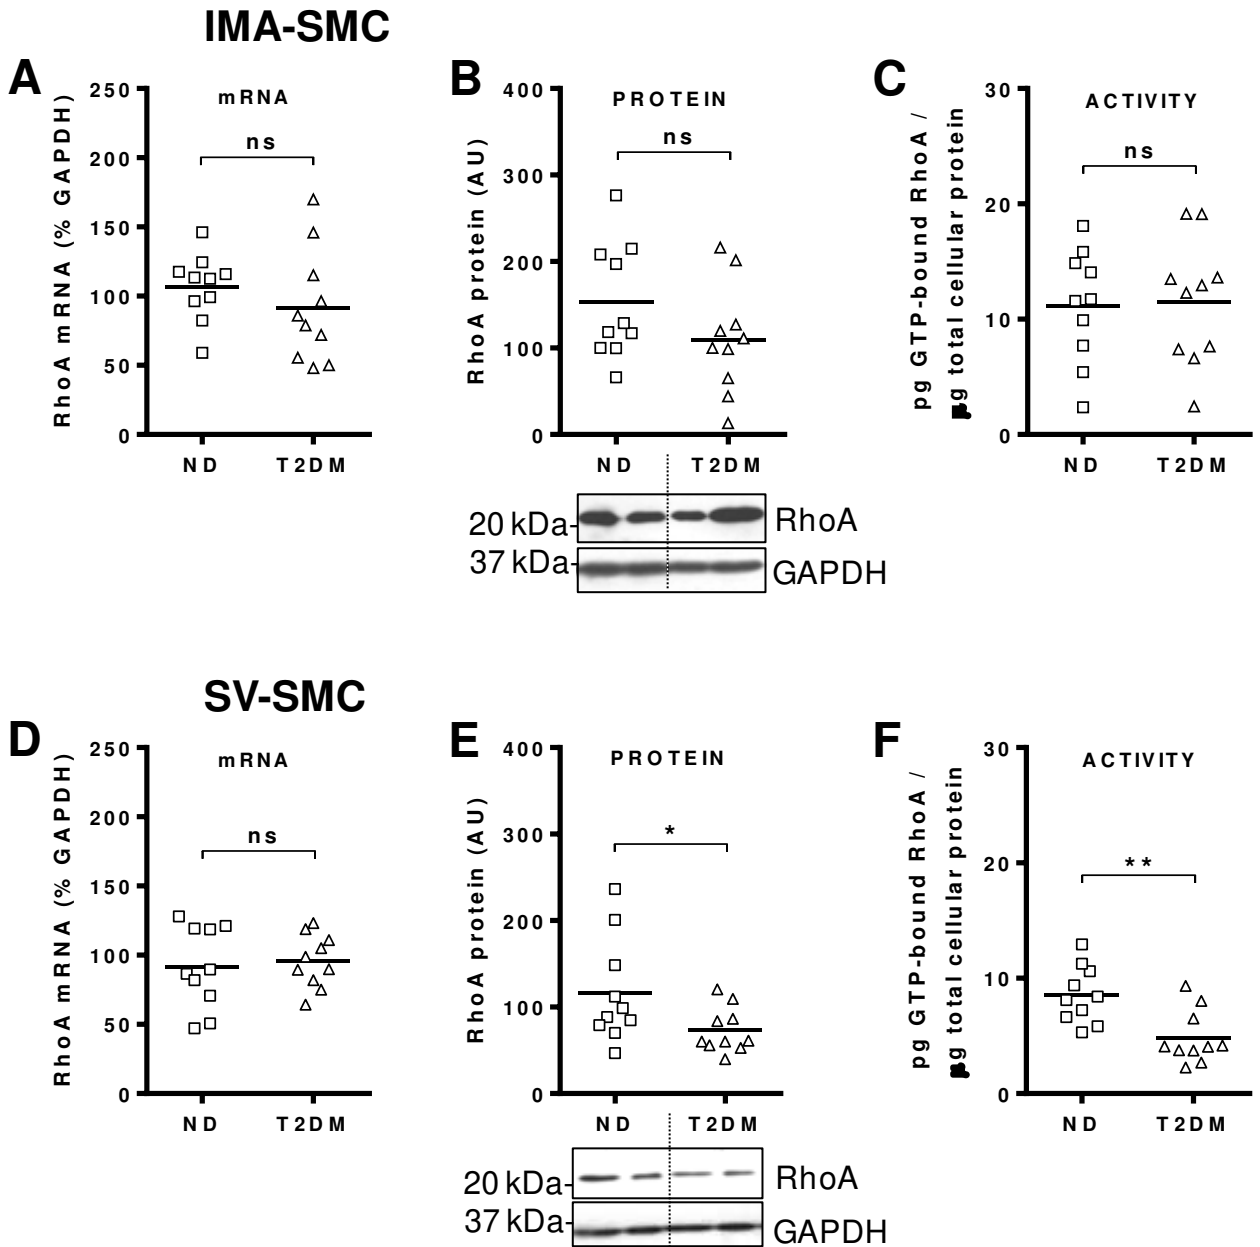 IMA-SMC
A
mRNA
RhoA mRNA (% GAPDH)
250
200
150
100
50
0
ns
ND
T2DM
B
PROTEIN
RhoA protein (AU)
400
300
200
100
0
ns
ND
T2DM
20 kDa-
RhoA
37 kDa-
GAPDH
C
ACTIVITY
pg GTP-bound RhoA /
g total cellular protein
30
20
10
0
ns
ND
T2DM
SV-SMC
D
mRNA
RhoA mRNA (% GAPDH)
250
200
150
100
50
0
ns
ND
T2DM
E
PROTEIN
RhoA protein (AU)
400
300
200
100
0
*
ND
T2DM
20 kDa-
RhoA
37 kDa-
GAPDH
F
ACTIVITY
pg GTP-bound RhoA /
g total cellular protein
30
20
10
0
**
ND
T2DM